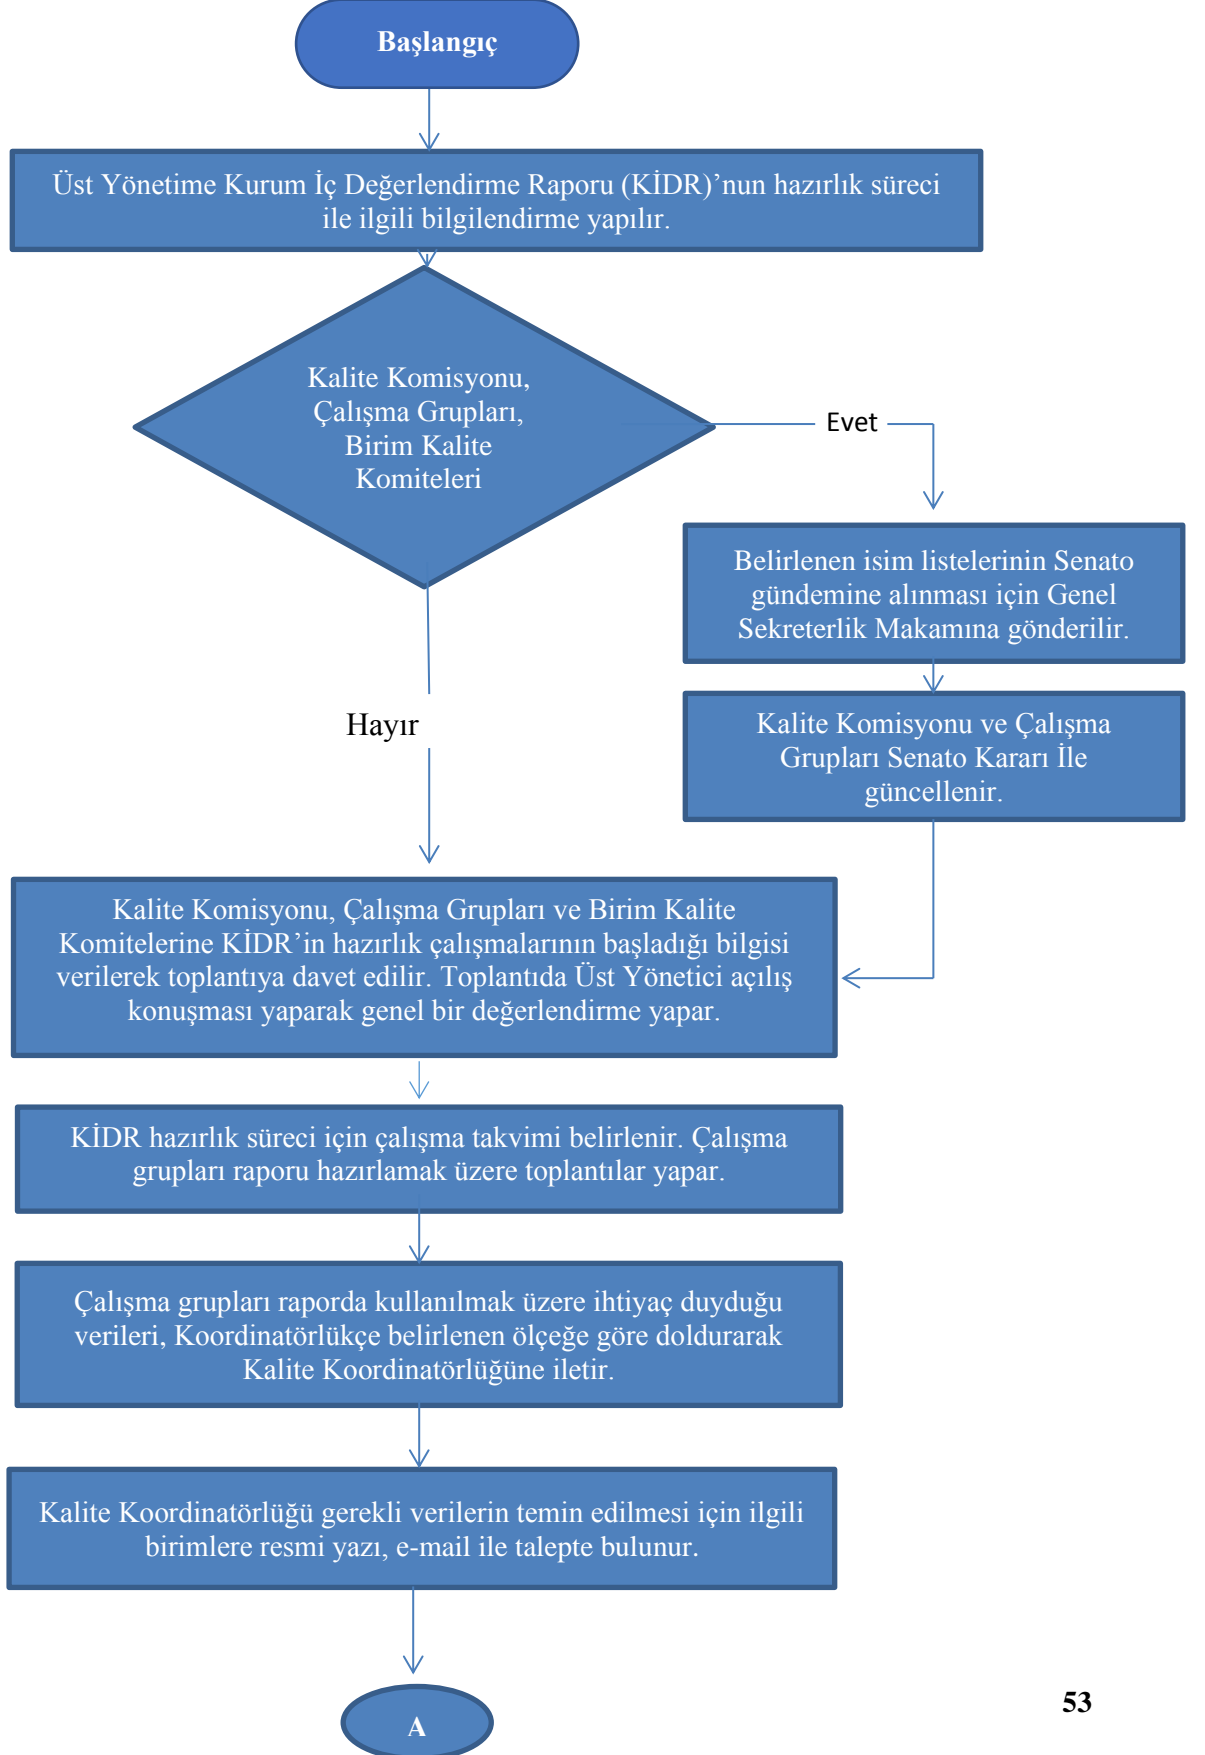 Başlangıç
Üst Yönetime Kurum İç Değerlendirme Raporu (KİDR)’nun hazırlık süreci
ile ilgili bilgilendirme yapılır.
Kalite Komisyonu,
Çalışma Grupları,
Birim Kalite
Komiteleri
Evet
Belirlenen isim listelerinin Senato
gündemine alınması için Genel
Sekreterlik Makamına gönderilir.
Kalite Komisyonu ve Çalışma
Grupları Senato Kararı İle
güncellenir.
Hayır
Kalite Komisyonu, Çalışma Grupları ve Birim Kalite
Komitelerine KİDR’in hazırlık çalışmalarının başladığı bilgisi
verilerek toplantıya davet edilir. Toplantıda Üst Yönetici açılış
konuşması yaparak genel bir değerlendirme yapar.
KİDR hazırlık süreci için çalışma takvimi belirlenir. Çalışma
grupları raporu hazırlamak üzere toplantılar yapar.
Çalışma grupları raporda kullanılmak üzere ihtiyaç duyduğu
verileri, Koordinatörlükçe belirlenen ölçeğe göre doldurarak
Kalite Koordinatörlüğüne iletir.
Kalite Koordinatörlüğü gerekli verilerin temin edilmesi için ilgili
birimlere resmi yazı, e-mail ile talepte bulunur.
A
53